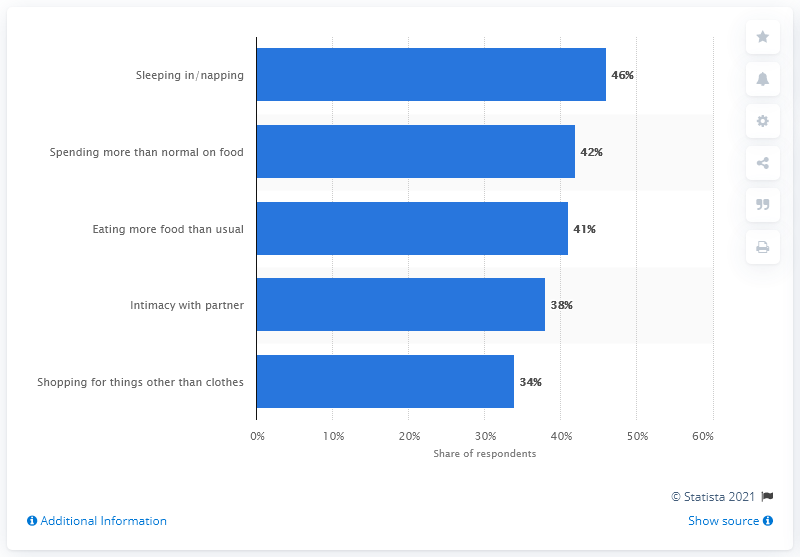 Sleeping in/napping
46%
Spending more than normal on food
42%
Eating more food than usual
41%
Intimacy with partner
38%
Shopping for things other than clothes
34%
0% 10% 20% 30% 40% 50% 60%
Share of respondents
© Statista 2021
Additional Information
Show source